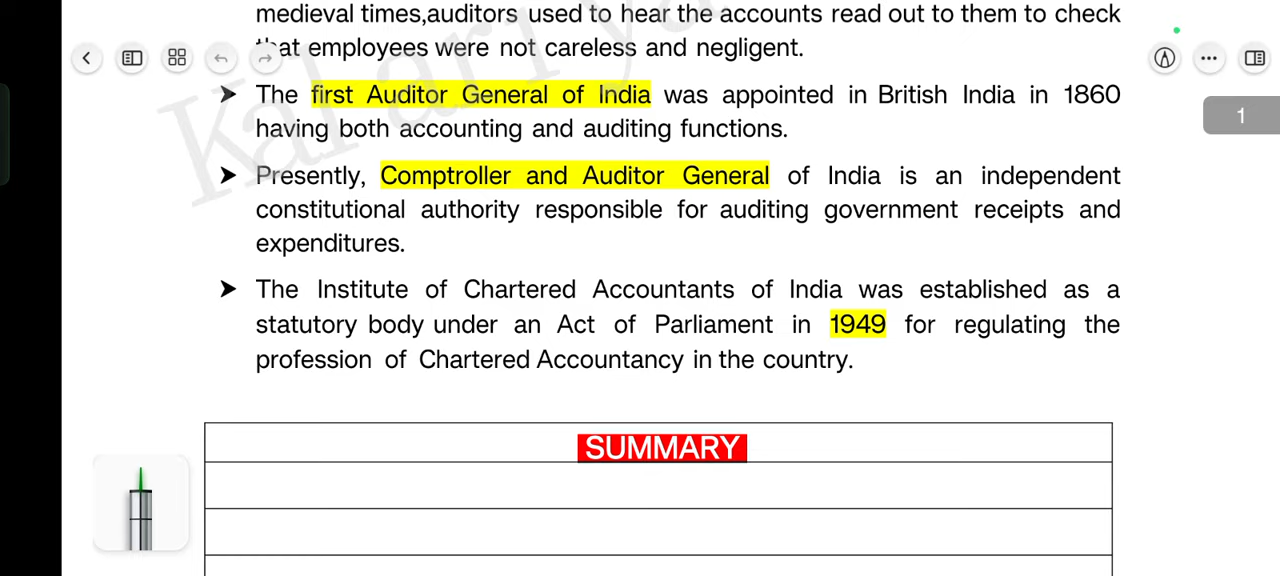 medieval times,auditors used to hear the accounts read out to them to check
that employees were not careless and negligent.
➤ The first Auditor General of India was appointed in British India in 1860
having both accounting and auditing functions.
➤ Presently, Comptroller and Auditor General of India is an independent
constitutional authority responsible for auditing government receipts and
expenditures.
➤ The Institute of Chartered Accountants of India was established as a
statutory body under an Act of Parliament in 1949 for regulating the
profession of Chartered Accountancy in the country.
SUMMARY
1